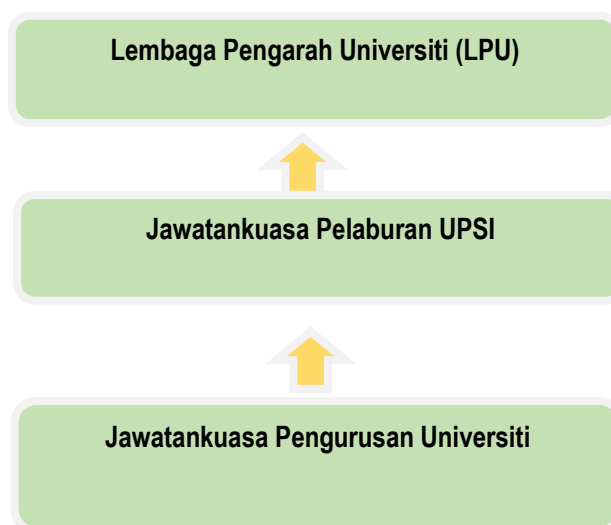 Lembaga Pengarah Universiti (LPU)
Jawatankuasa Pelaburan UPSI
Jawatankuasa Pengurusan Universiti